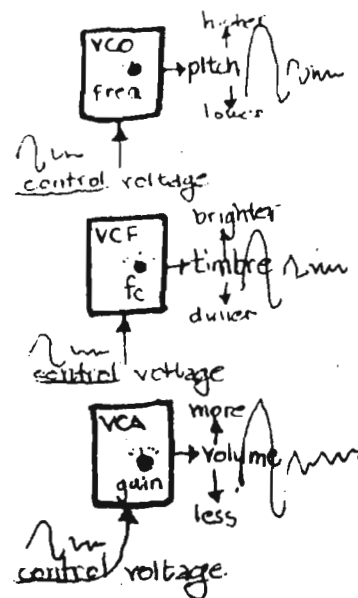 higher
VCO
pitch
freq
lower
control voltage
brighter
VCF
timbre
fc
duller
control voltage
more
VCA
volume
gain
less
control voltage.